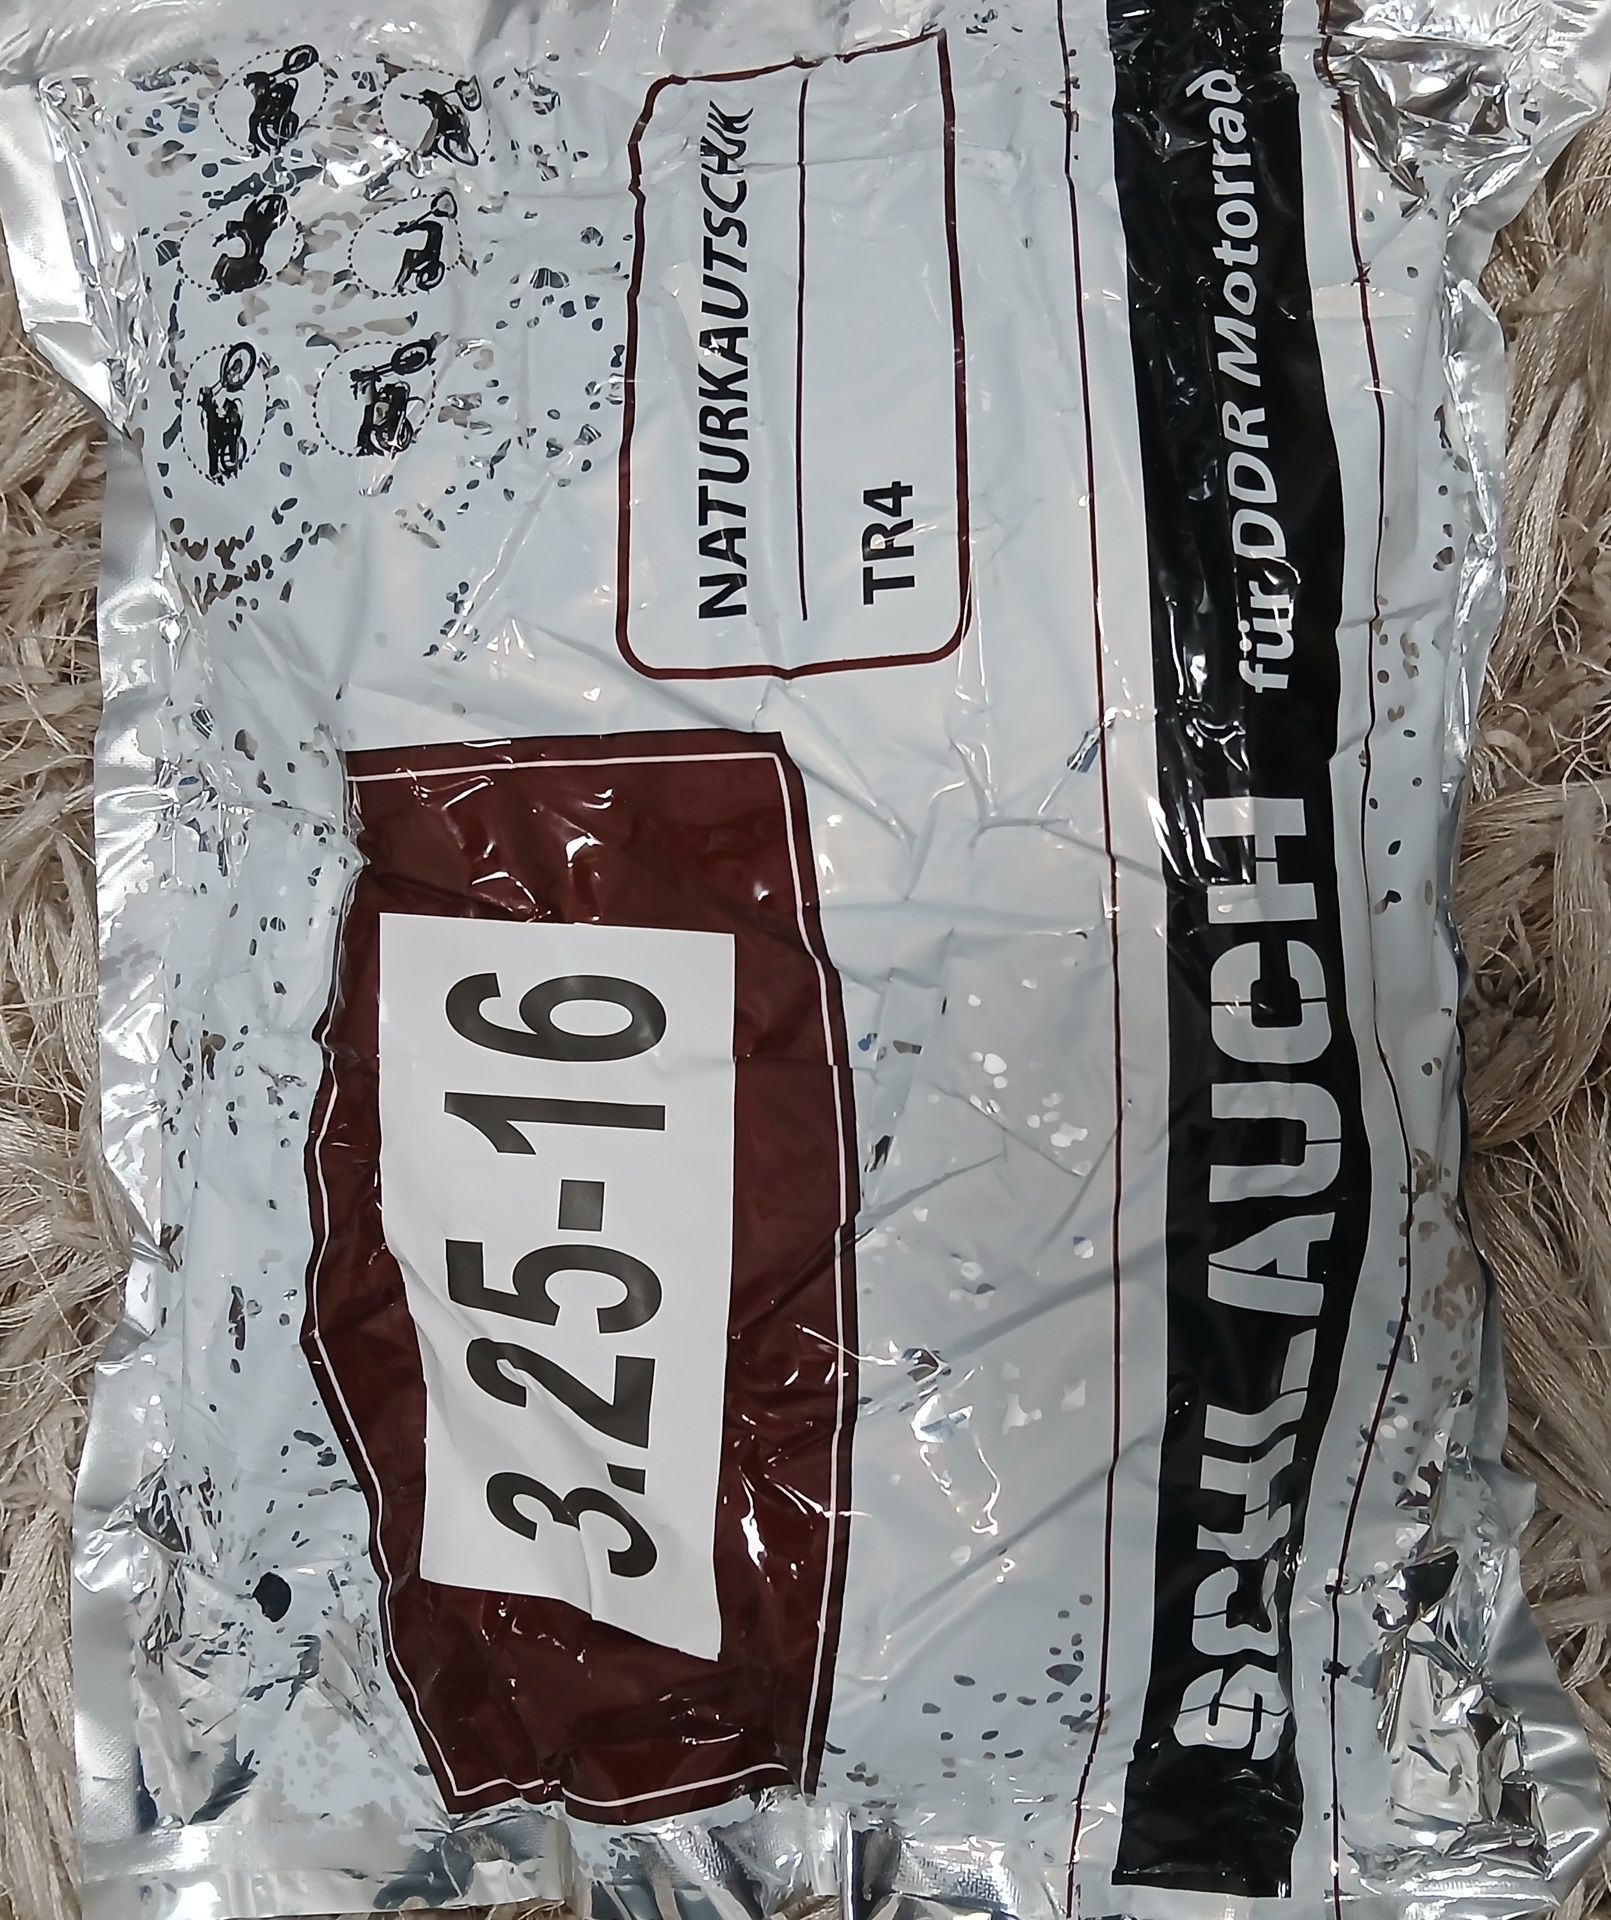 NATURKAUTSCHUK
TR4
3.25-16
SCHLAUCH für DDR Motorrad